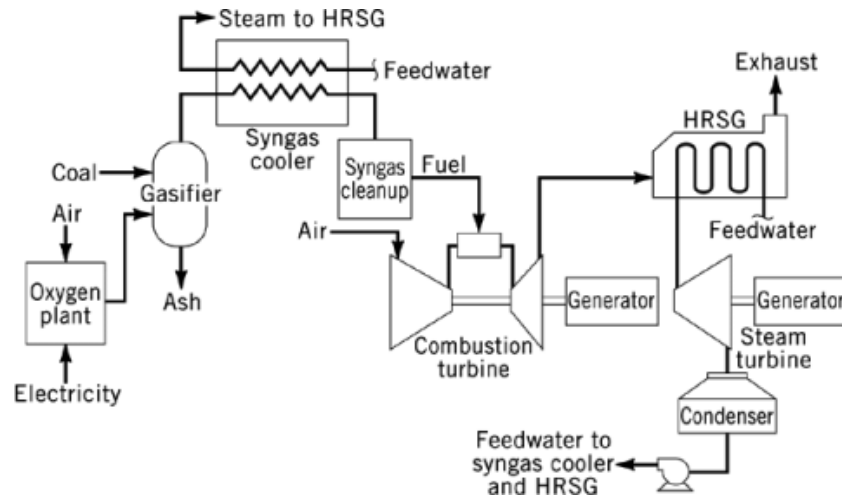 Steam to HRSG
Feedwater
Syngas
cooler
Exhaust
HRSG
Coal
Gasifier
Syngas
cleanup
Fuel
Air
Air
Feedwater
Oxygen
plant
Ash
Generator
Generator
Combustion
turbine
Steam
turbine
Electricity
Condenser
Feedwater to
syngas cooler
and HRSG